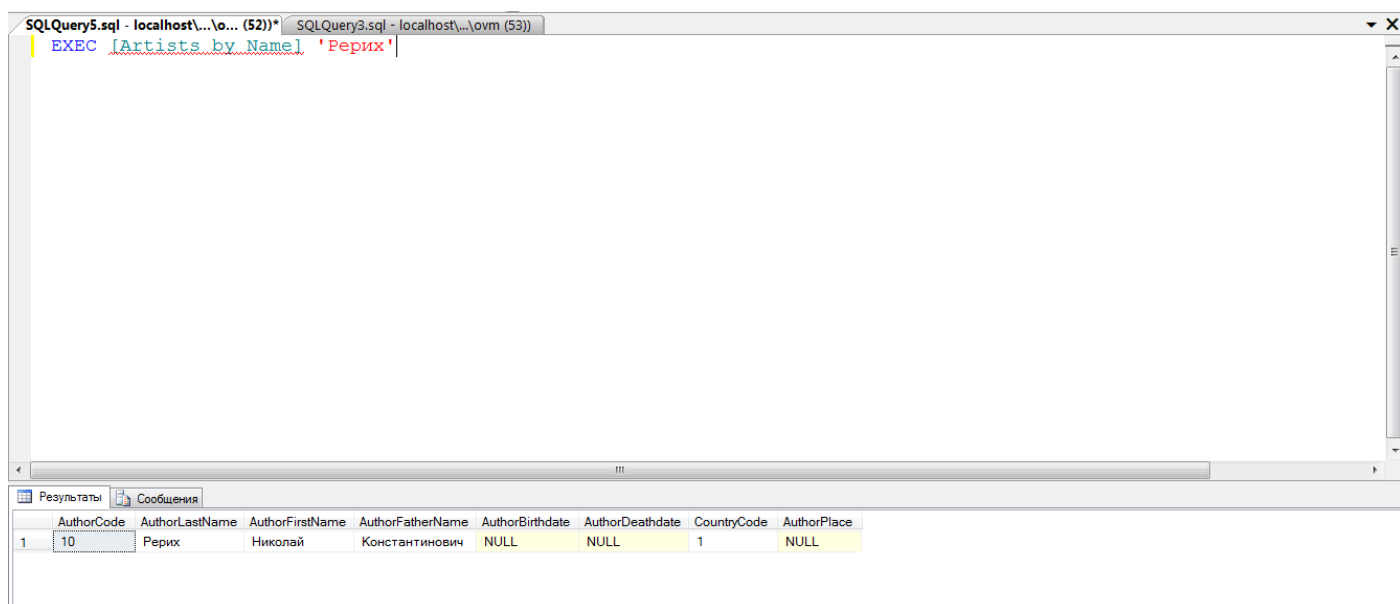 SQLQuery5.sql - localhost\...\o... (52))* SQLQuery3.sql - localhost\...\ovm (53))
EXEC [Artists by Name] 'Рерих'
Результаты Сообщения
AuthorCode AuthorLastName AuthorFirstName AuthorFatherName AuthorBirthdate AuthorDeathdate CountryCode AuthorPlace
1 10 Рерих Николай Константинович NULL NULL 1 NULL